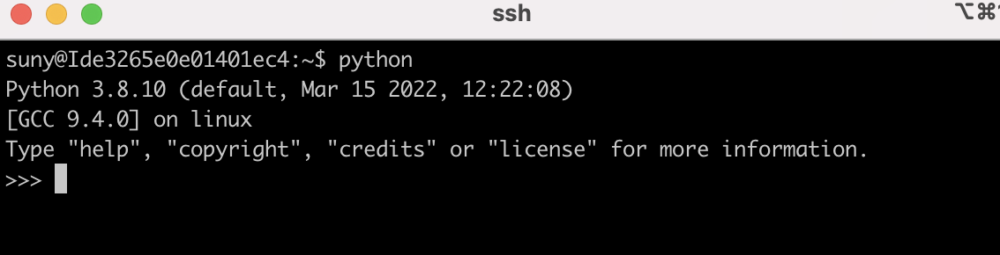 ssh
⌥⌘
suny@Ide3265e0e01401ec4:~$ python
Python 3.8.10 (default, Mar 15 2022, 12:22:08)
[GCC 9.4.0] on linux
Type "help", "copyright", "credits" or "license" for more information.
>>>